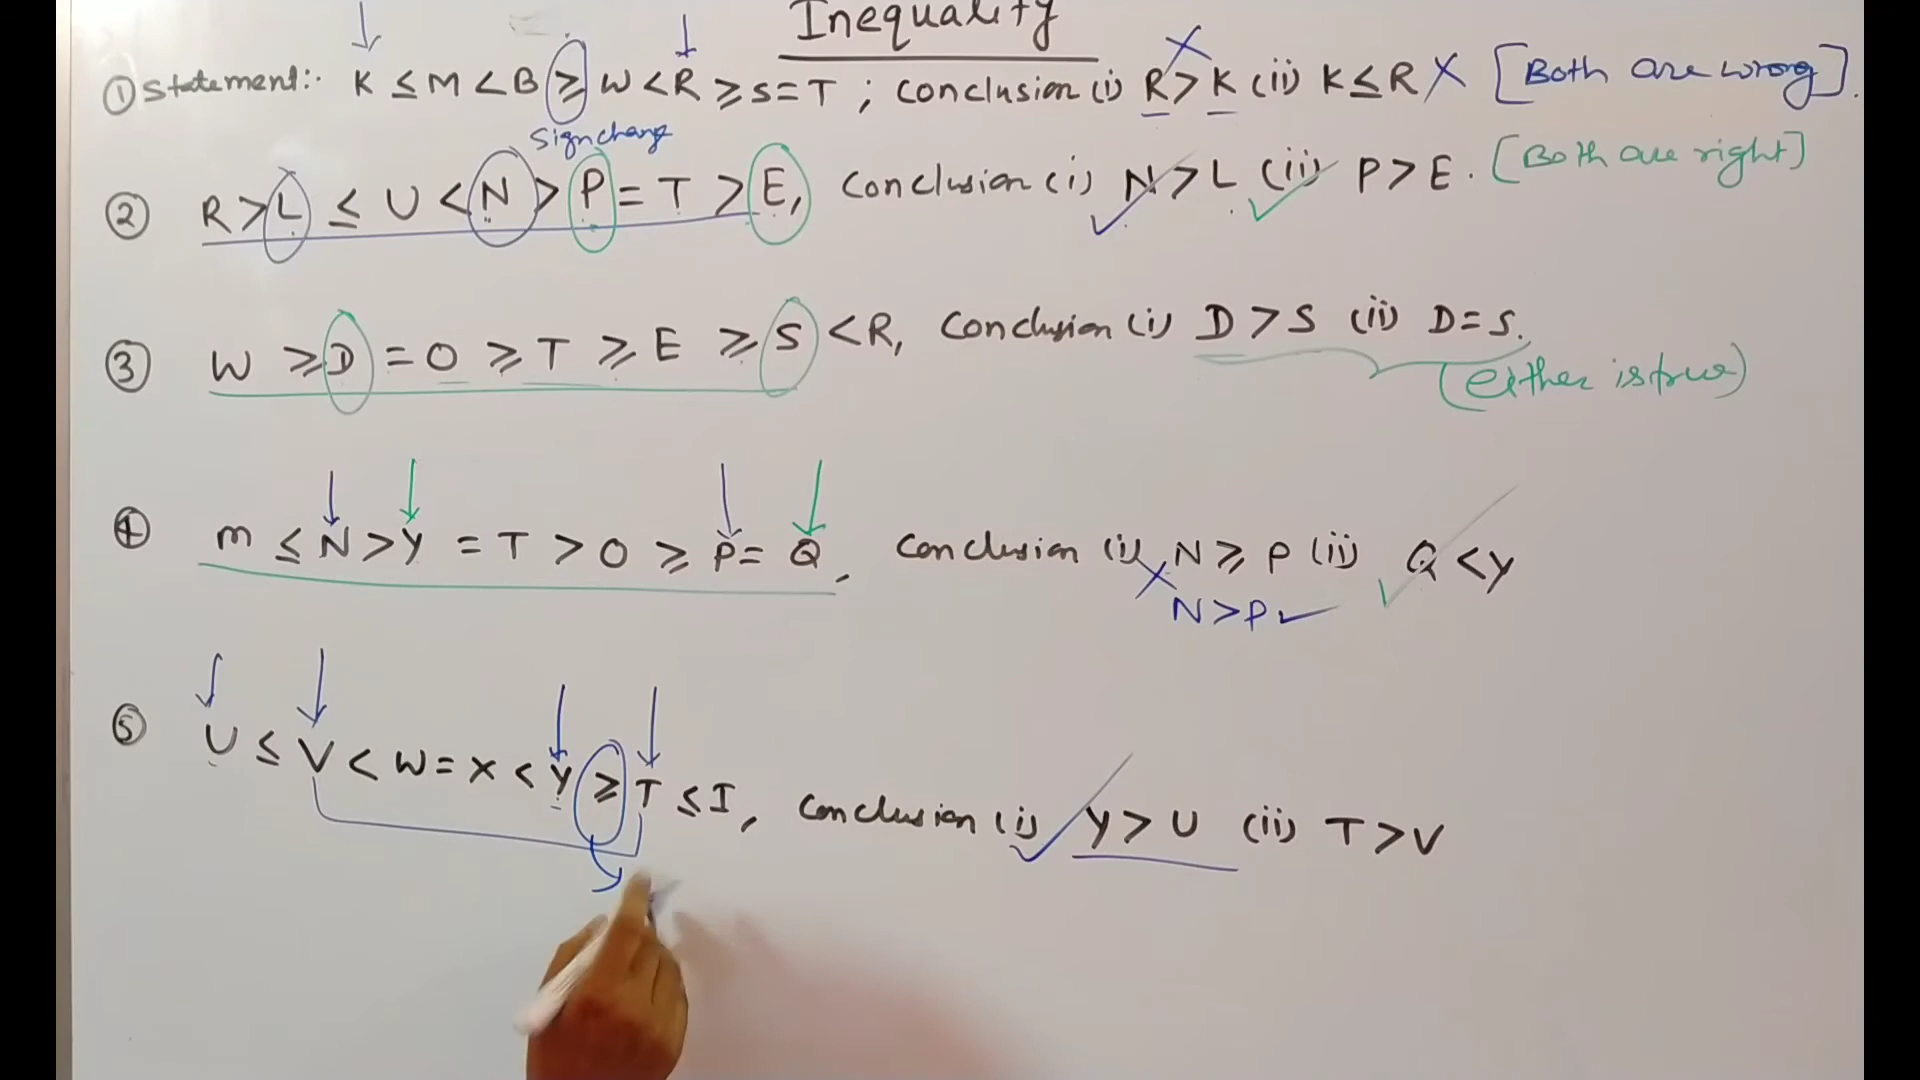 Inequality
① Statement:- K ≤ M < B ≥ W < R ≥ S = T ; Conclusion (i) R > K (ii) K ≤ R X [Both are wrong].
Sign change
② R > L ≤ U < N > P = T > E, Conclusion (i) N > L (ii) P > E. [Both are right]
③ W ≥ D = O ≥ T ≥ E ≥ S < R, Conclusion (i) D > S (ii) D = S.
(either is true)
④ m ≤ N > Y = T > O ≥ P = Q, Conclusion (i) N ≥ P (ii) Q < Y
N > P ✓
⑤ U ≤ V < W = X < Y ≥ T ≤ I, Conclusion (i) Y > U (ii) T > V